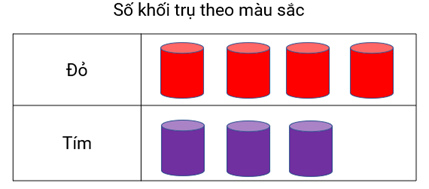 Số khối trụ theo màu sắc
Đỏ
Tím